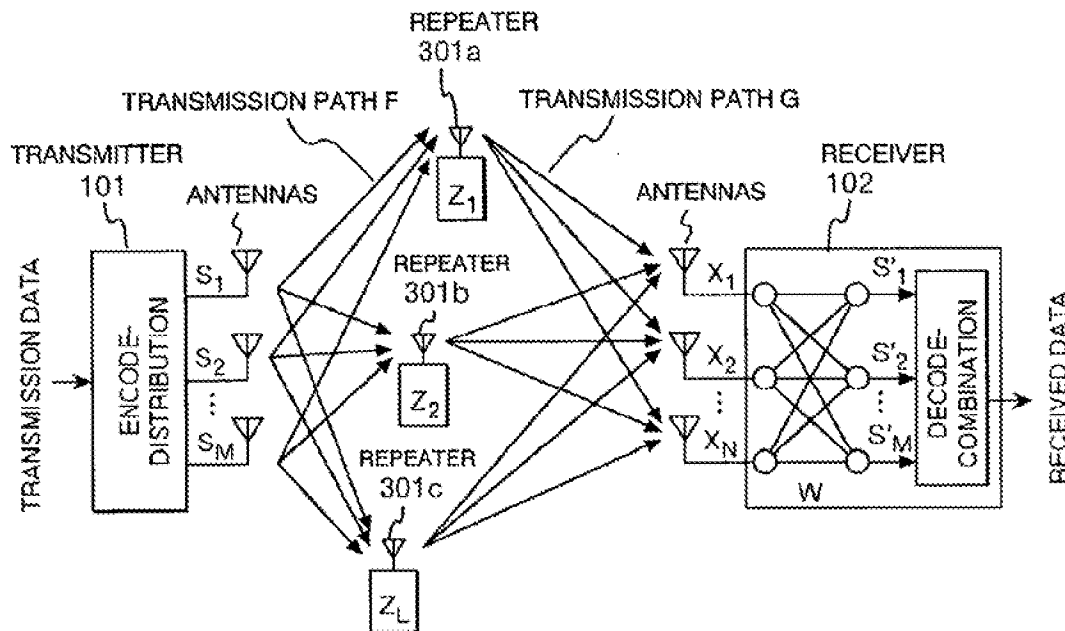 REPEATER
301a
TRANSMISSION PATH F
TRANSMISSION PATH G
TRANSMITTER
101
ANTENNAS
RECEIVER
102
ANTENNAS
Z1
REPEATER
301b
Z2
REPEATER
301c
ZL
TRANSMISSION DATA
ENCODE-
DISTRIBUTION
S1
S2
...
SM
X1
X2
...
XN
W
S'1
S'2
...
S'M
DECODE-
COMBINATION
RECEIVED DATA